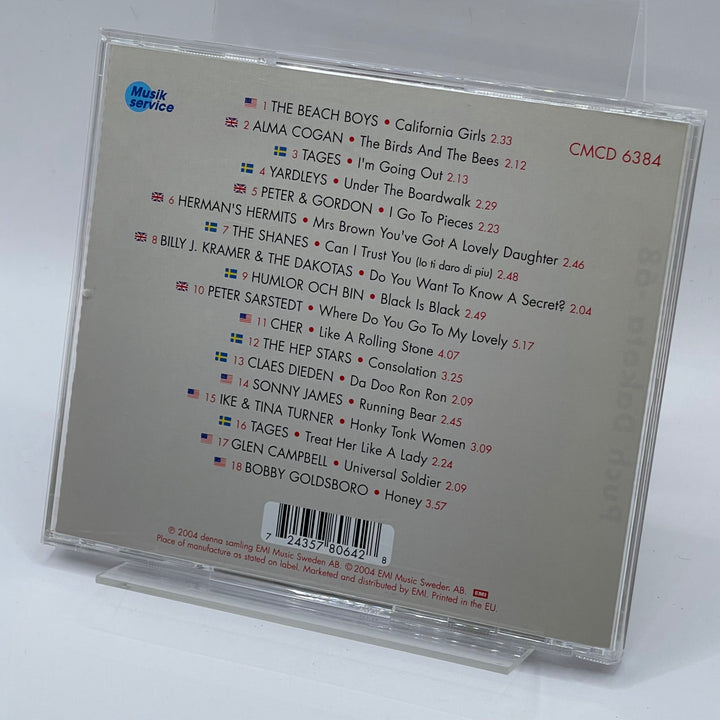 Musik
service
CMCD 6384
1 THE BEACH BOYS • California Girls 2.33
2 ALMA COGAN • The Birds And The Bees 2.12
3 TAGES • I'm Going Out 2.13
4 YARDLEYS • Under The Boardwalk 2.29
5 PETER & GORDON • I Go To Pieces 2.23
6 HERMAN'S HERMITS • Mrs Brown You've Got A Lovely Daughter 2.46
7 THE SHANES • Can I Trust You (Io ti daro di piu) 2.48
8 BILLY J. KRAMER & THE DAKOTAS • Do You Want To Know A Secret? 2.04
9 HUMLOR OCH BIN • Black Is Black 2.49
10 PETER SARSTEDT • Where Do You Go To My Lovely 5.17
11 CHER • Like A Rolling Stone 4.07
12 THE HEP STARS • Consolation 3.25
13 CLAES DIEDEN • Da Doo Ron Ron 2.09
14 SONNY JAMES • Running Bear 2.45
15 IKE & TINA TURNER • Honky Tonk Women 3.09
16 TAGES • Treat Her Like A Lady 2.24
17 GLEN CAMPBELL • Universal Soldier 2.09
18 BOBBY GOLDSBORO • Honey 3.57
7 24357 80642 8
℗ 2004 denna samling EMI Music Sweden AB. © 2004 EMI Music Sweden AB. EMI
Place of manufacture as stated on label. Marketed and distributed by EMI. Printed in the EU.
Puch Dakota -68